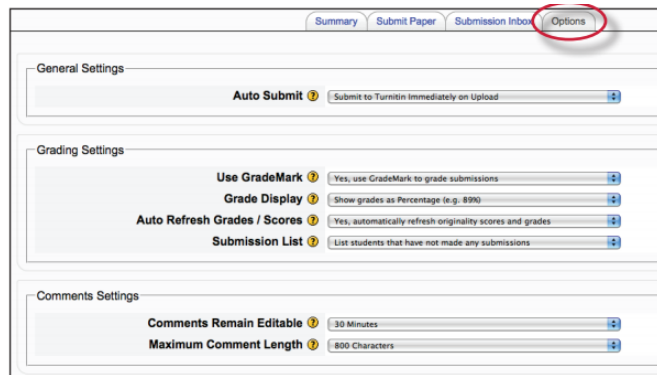 Summary Submit Paper Submission Inbox Options
General Settings
Auto Submit ? Submit to Turnitin Immediately on Upload
Grading Settings
Use GradeMark ? Yes, use GradeMark to grade submissions
Grade Display ? Show grades as Percentage (e.g. 89%)
Auto Refresh Grades / Scores ? Yes, automatically refresh originality scores and grades
Submission List ? List students that have not made any submissions
Comments Settings
Comments Remain Editable ? 30 Minutes
Maximum Comment Length ? 800 Characters